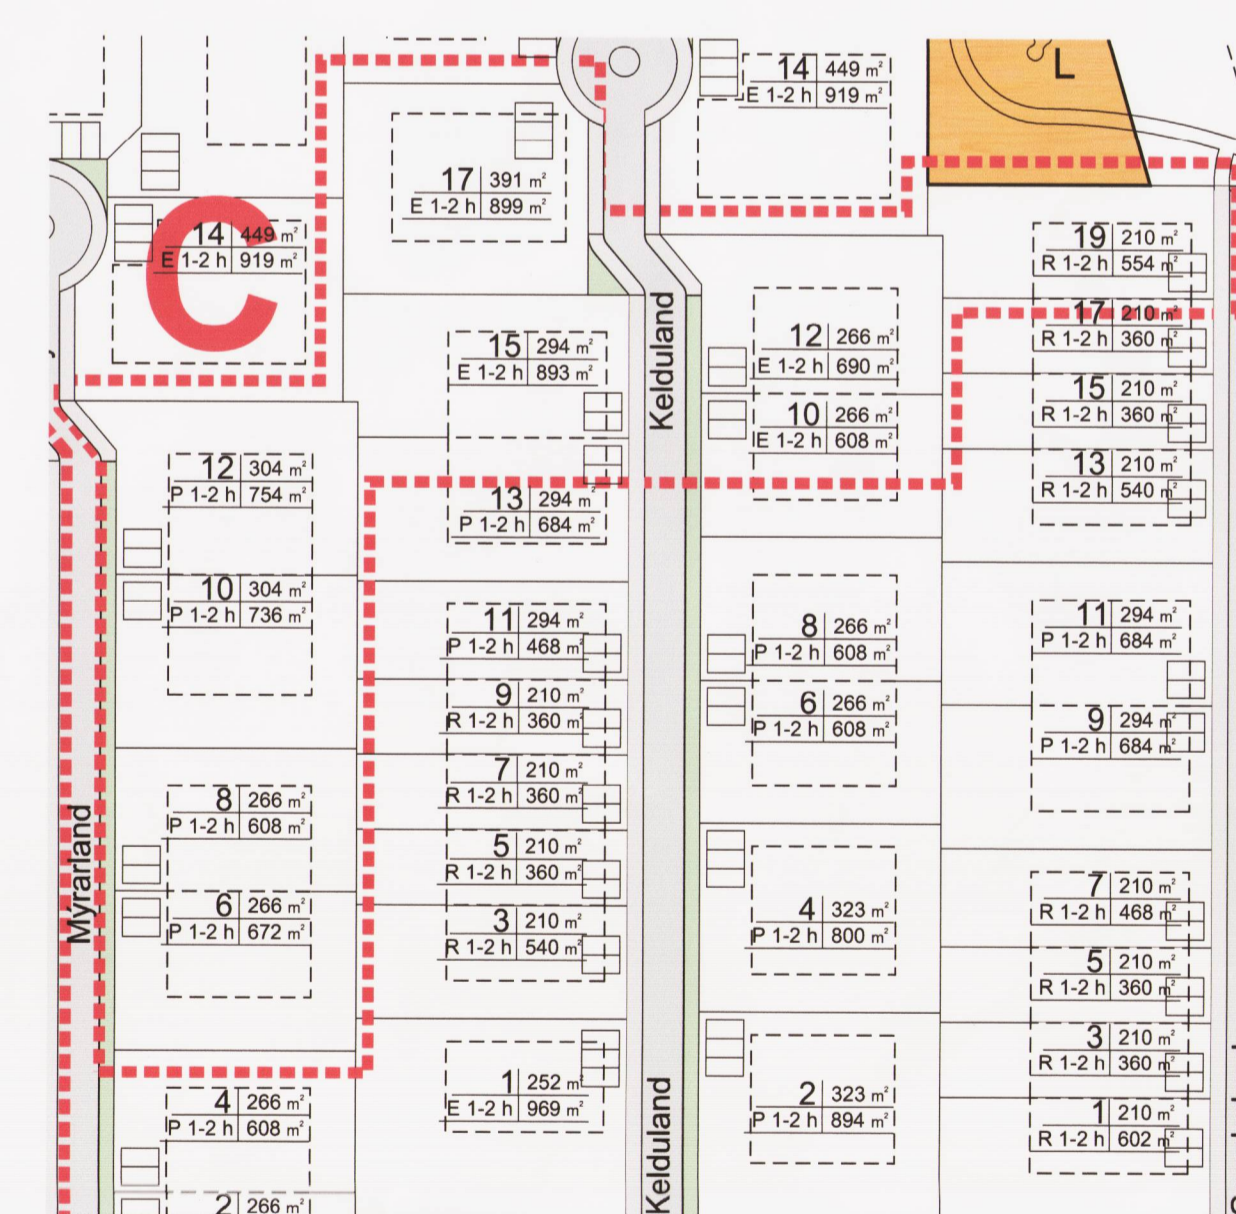 14 449 m²
E 1-2 h 919 m²
C
12 304 m²
P 1-2 h 754 m²
10 304 m²
P 1-2 h 736 m²
8 266 m²
P 1-2 h 608 m²
6 266 m²
P 1-2 h 672 m²
4 266 m²
P 1-2 h 608 m²
2 266 m²
Mýrarland
17 391 m²
E 1-2 h 899 m²
15 294 m²
E 1-2 h 893 m²
13 294 m²
P 1-2 h 684 m²
11 294 m²
P 1-2 h 468 m²
9 210 m²
R 1-2 h 360 m²
7 210 m²
R 1-2 h 360 m²
5 210 m²
R 1-2 h 360 m²
3 210 m²
R 1-2 h 540 m²
1 252 m²
E 1-2 h 969 m²
Kelduland
Kelduland
14 449 m²
E 1-2 h 919 m²
12 266 m²
E 1-2 h 690 m²
10 266 m²
E 1-2 h 608 m²
8 266 m²
P 1-2 h 608 m²
6 266 m²
P 1-2 h 608 m²
4 323 m²
P 1-2 h 800 m²
2 323 m²
P 1-2 h 894 m²
L
19 210 m²
R 1-2 h 554 m²
17 210 m²
R 1-2 h 360 m²
15 210 m²
R 1-2 h 360 m²
13 210 m²
R 1-2 h 540 m²
11 294 m²
P 1-2 h 684 m²
9 294 m²
P 1-2 h 684 m²
7 210 m²
R 1-2 h 468 m²
5 210 m²
R 1-2 h 360 m²
3 210 m²
R 1-2 h 360 m²
1 210 m²
R 1-2 h 602 m²